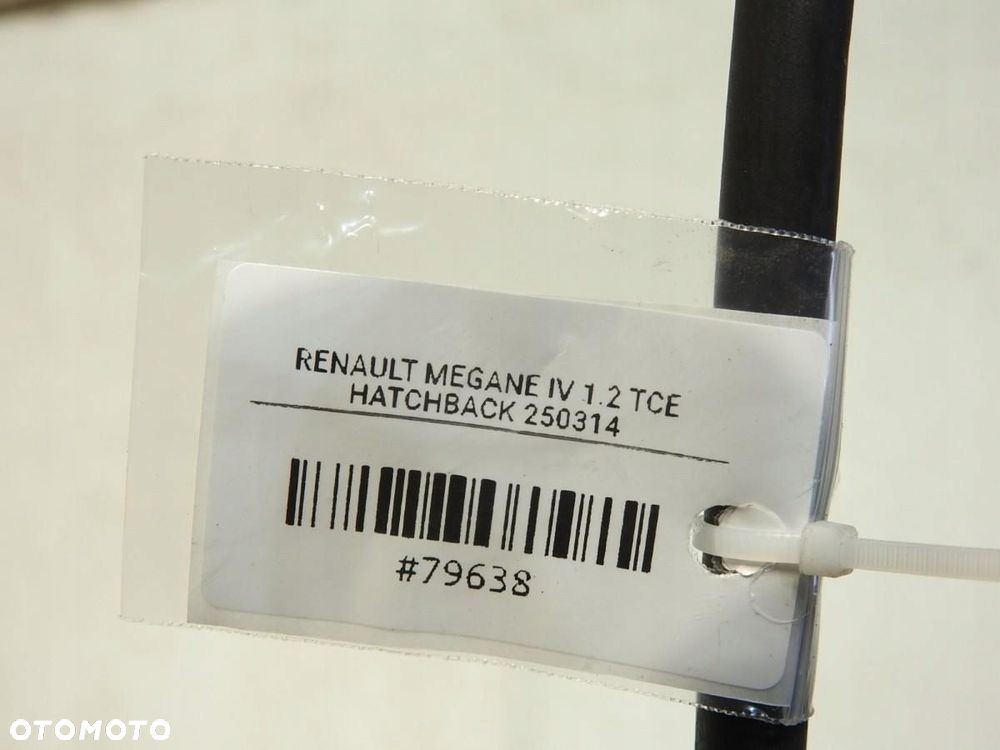 RENAULT MEGANE IV 1.2 TCE
HATCHBACK 250314
#79638
OTOMOTO